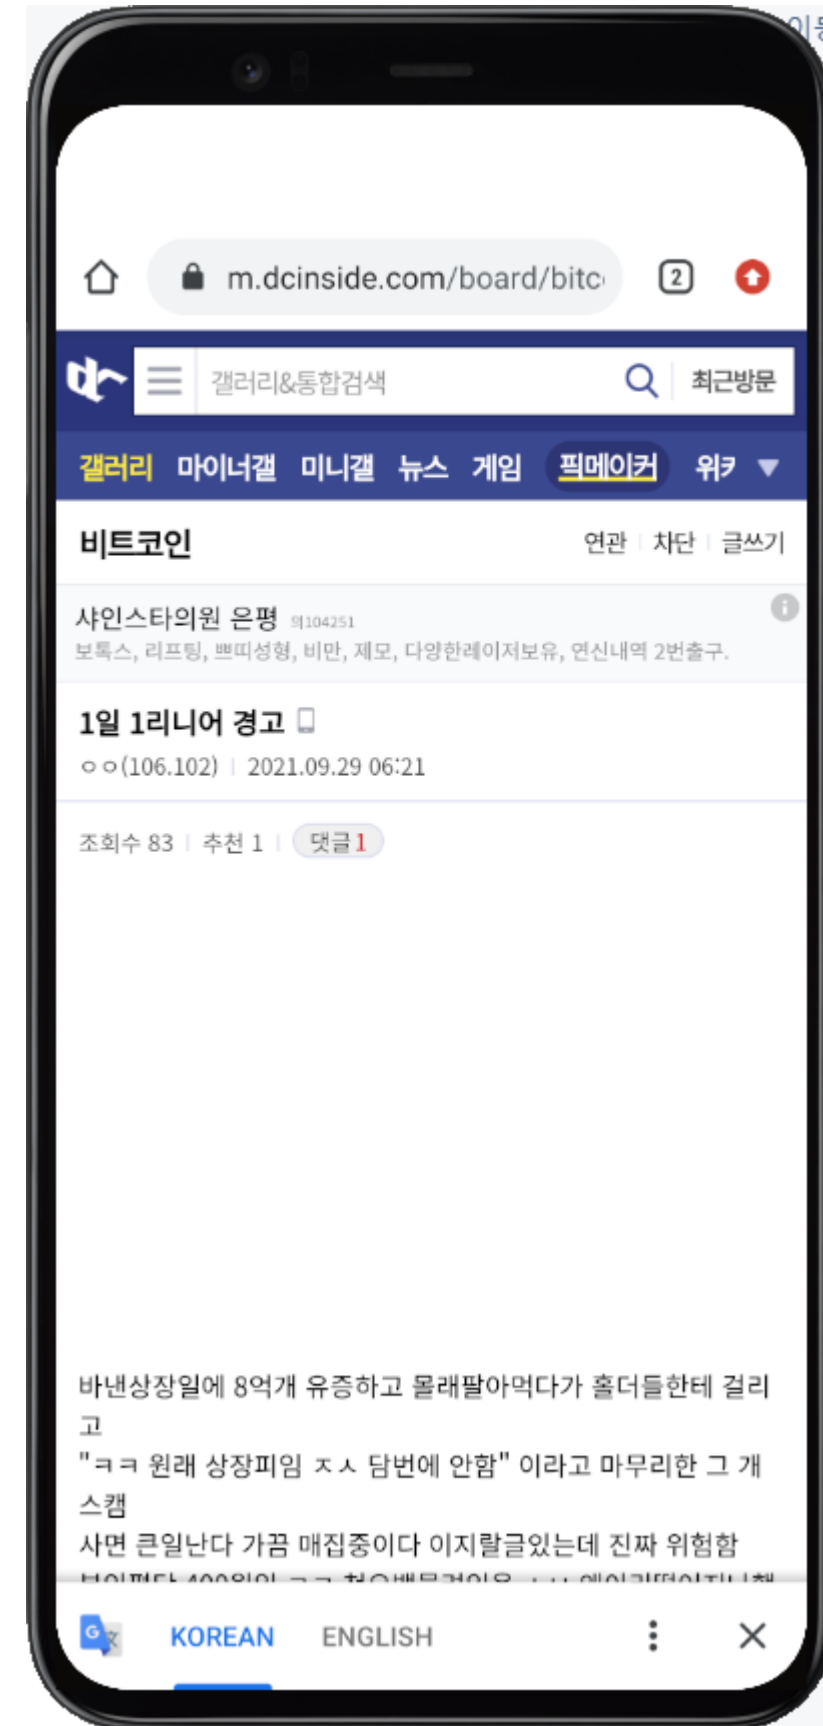 이동
m.dcinside.com/board/bitc
2
갤러리&통합검색
최근방문
갤러리 마이너갤 미니갤 뉴스 게임 픽메이커 위키
비트코인
연관 차단 글쓰기
샤인스타의원 은평 의104251
보톡스, 리프팅, 쁘띠성형, 비만, 제모, 다양한레이저보유, 연신내역 2번출구.
1일 1리니어 경고
ㅇㅇ(106.102) 2021.09.29 06:21
조회수 83 추천 1 댓글 1
바낸상장일에 8억개 유증하고 몰래팔아먹다가 홀더들한테 걸리
고
"ㅋㅋ 원래 상장피임 ㅈㅅ 담번에 안함" 이라고 마무리한 그 개
스캠
사면 큰일난다 가끔 매집중이다 이지랄글있는데 진짜 위험함
KOREAN ENGLISH